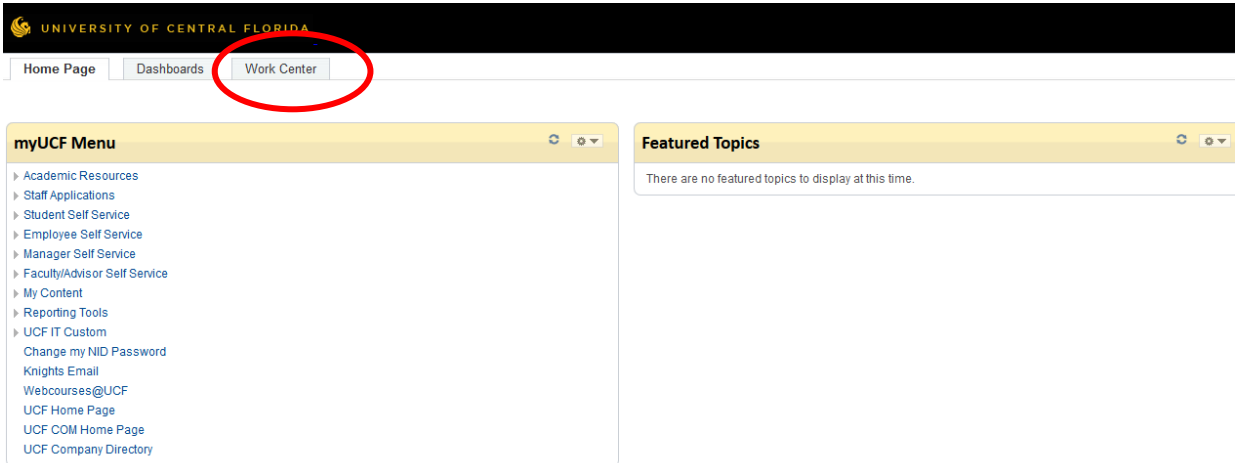 UNIVERSITY OF CENTRAL FLORIDA
Home Page Dashboards Work Center
myUCF Menu
Academic Resources
Staff Applications
Student Self Service
Employee Self Service
Manager Self Service
Faculty/Advisor Self Service
My Content
Reporting Tools
UCF IT Custom
Change my NID Password
Knights Email
Webcourses@UCF
UCF Home Page
UCF COM Home Page
UCF Company Directory
Featured Topics
There are no featured topics to display at this time.